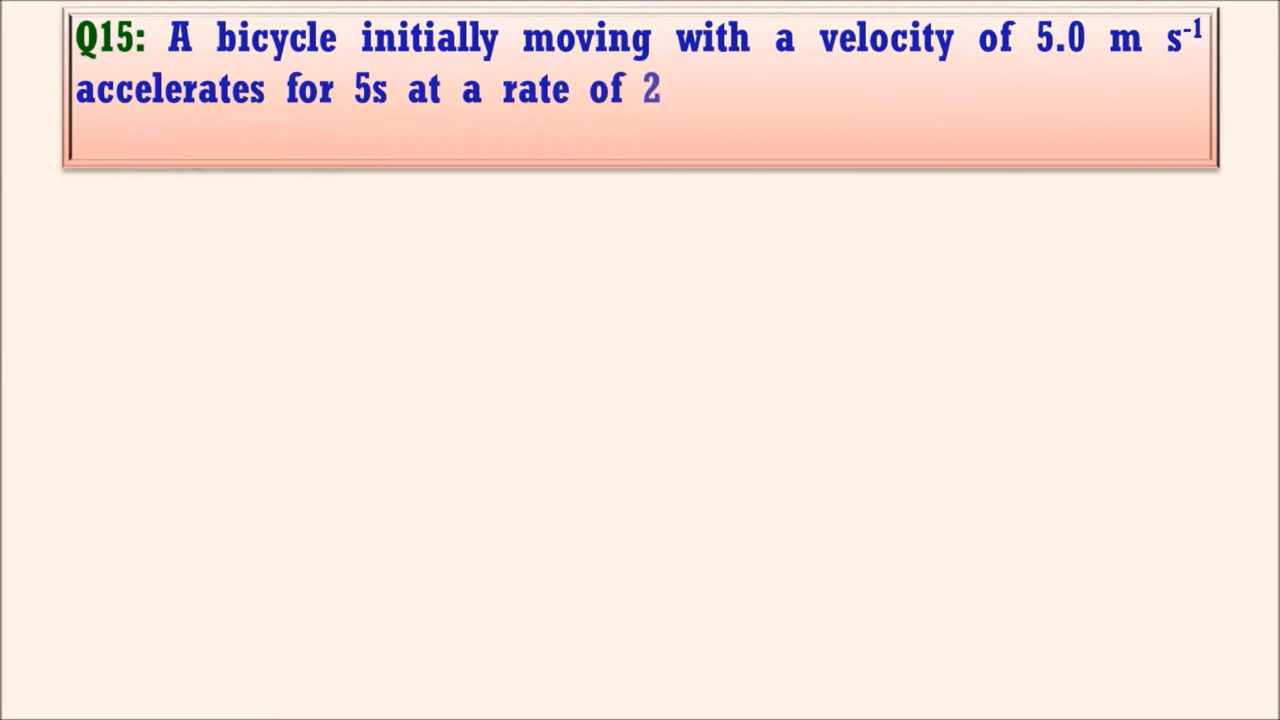 Q15: A bicycle initially moving with a velocity of 5.0 m s⁻¹
accelerates for 5s at a rate of 2